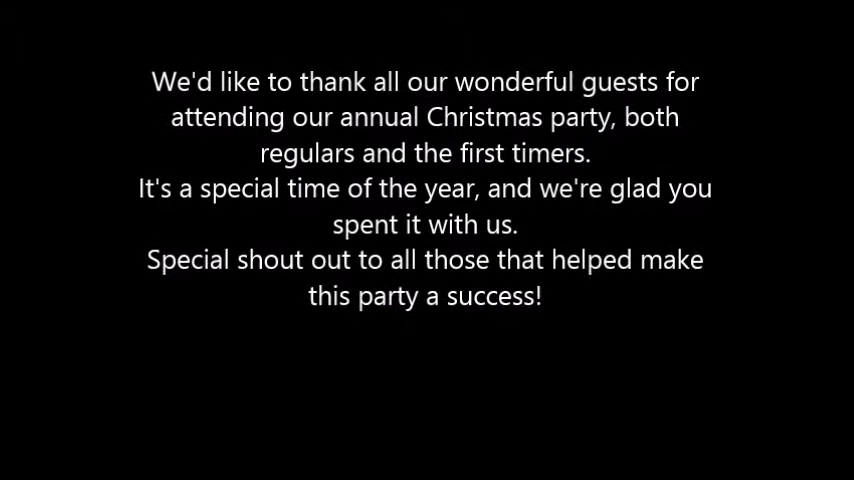 We'd like to thank all our wonderful guests for
attending our annual Christmas party, both
regulars and the first timers.
It's a special time of the year, and we're glad you
spent it with us.
Special shout out to all those that helped make
this party a success!